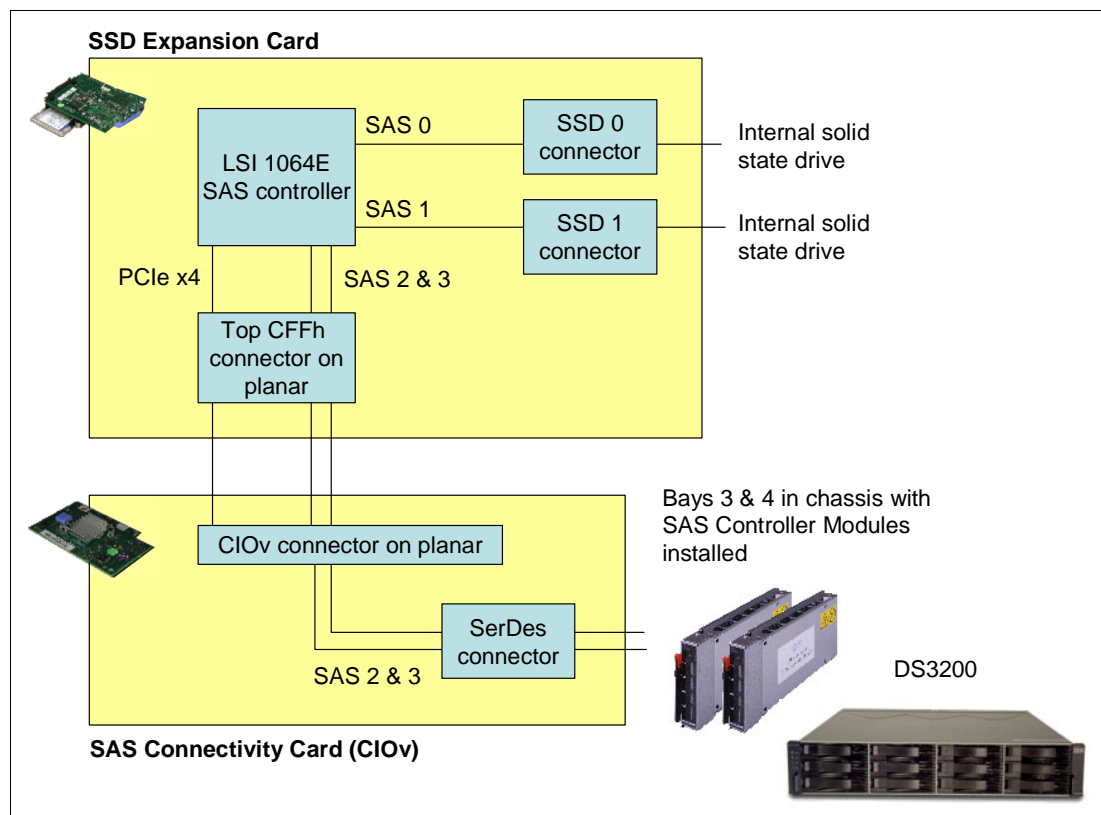 SSD Expansion Card
LSI 1064E
SAS controller
SAS 0
SSD 0
connector
Internal solid
state drive
SAS 1
SSD 1
connector
Internal solid
state drive
PCIe x4
SAS 2 & 3
Top CFFh
connector on
planar
CIOv connector on planar
SerDes
connector
SAS 2 & 3
SAS Connectivity Card (CIOv)
Bays 3 & 4 in chassis with
SAS Controller Modules
installed
DS3200